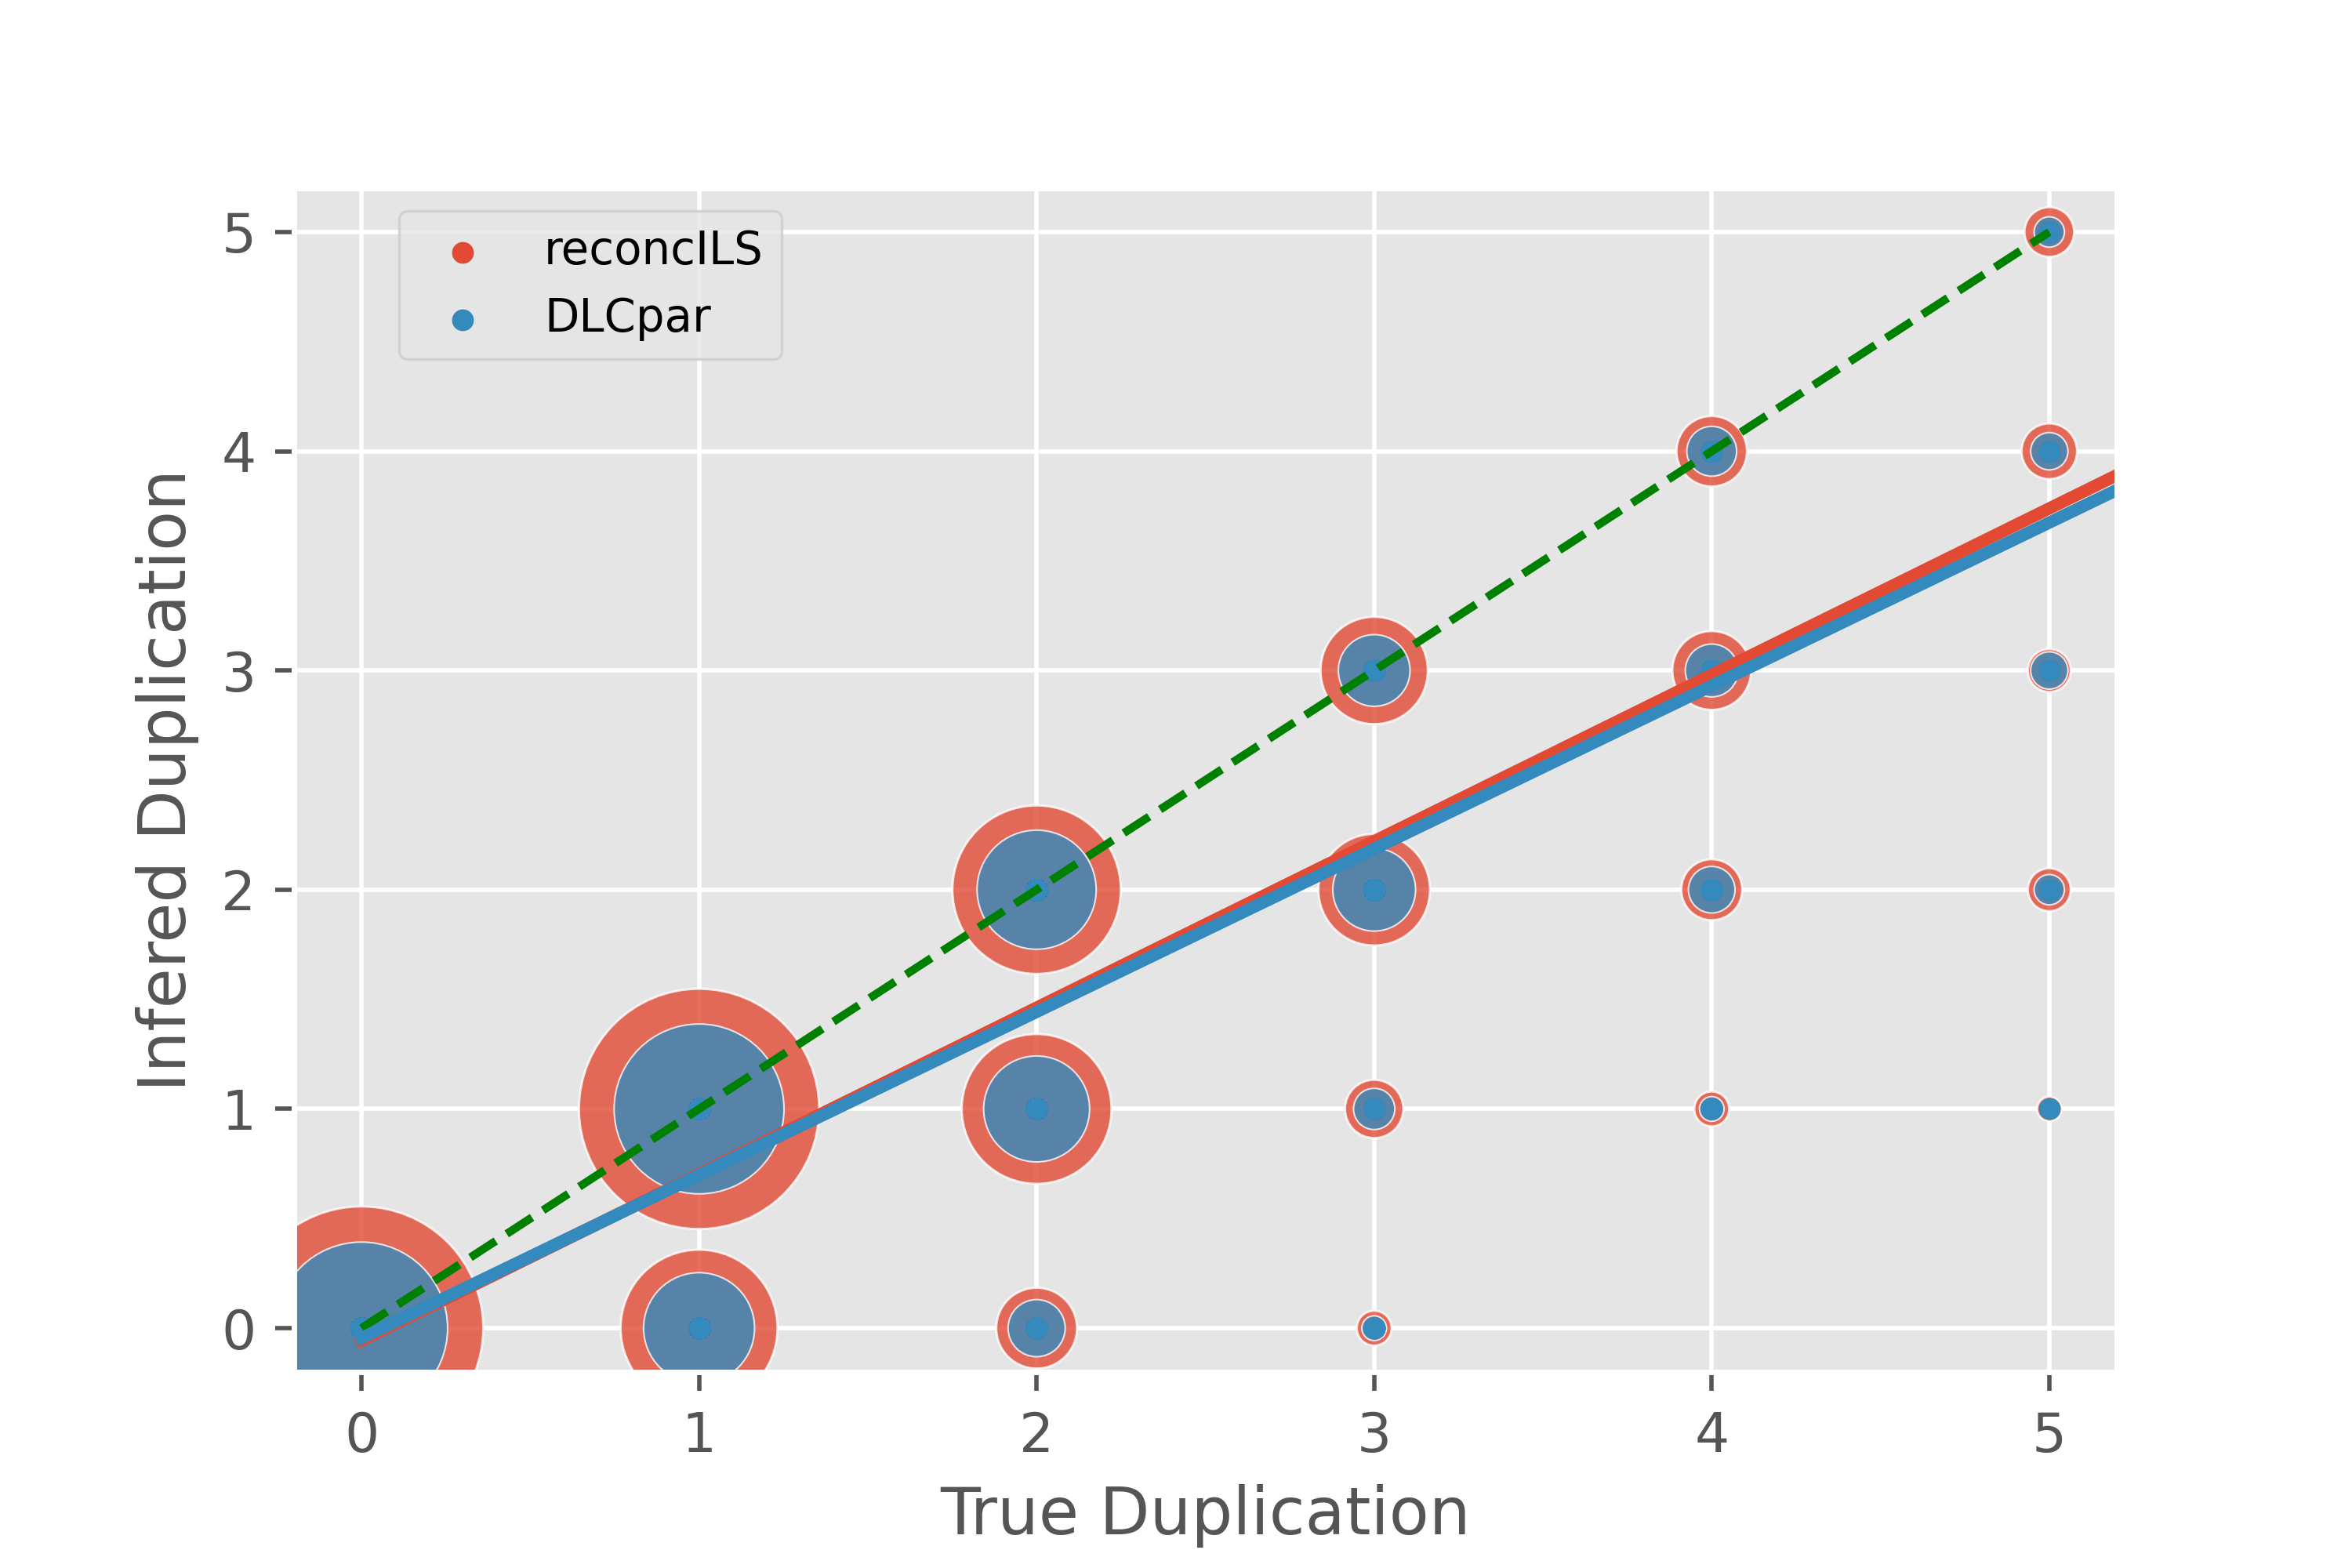 reconcILS
DLCpar
5
4
3
2
1
0
Infered Duplication
0 1 2 3 4 5
True Duplication